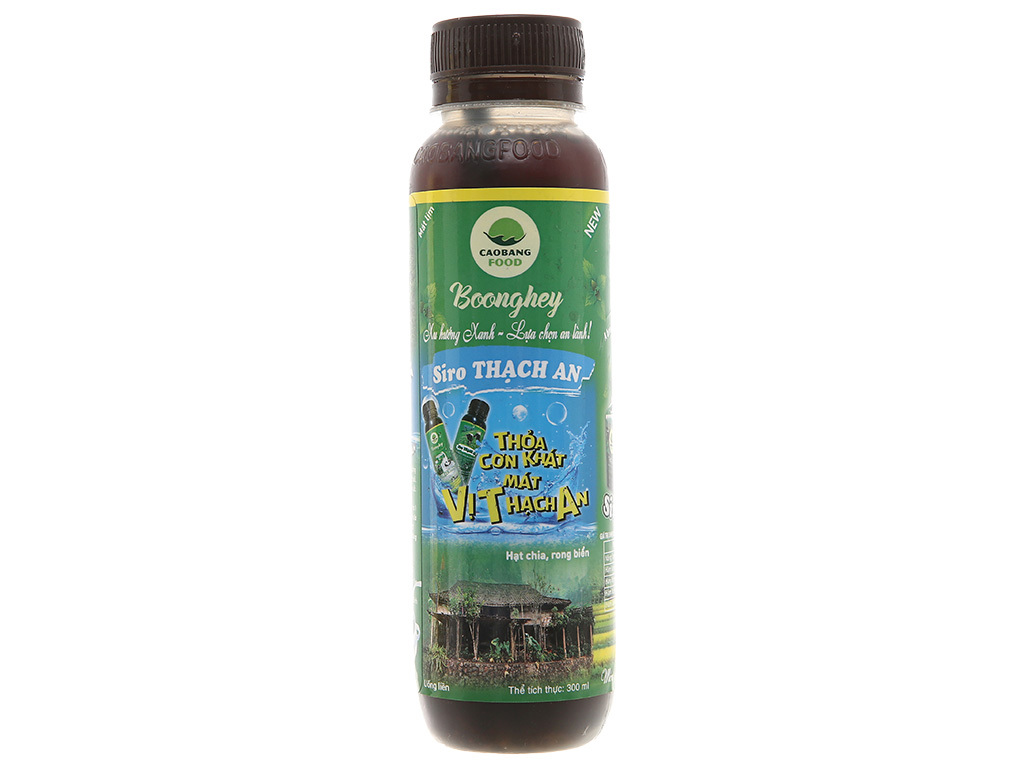 CAOBANGFOOD
Mát lịm
NEW
CAOBANG
FOOD
Boonghey
Xu hướng Xanh - Lựa chọn an lành!
Siro THẠCH AN
THỎA
CƠN KHÁT
MÁT
VỊ THẠCH AN
Hạt chia, rong biển
Uống liền
Thể tích thực: 300 ml